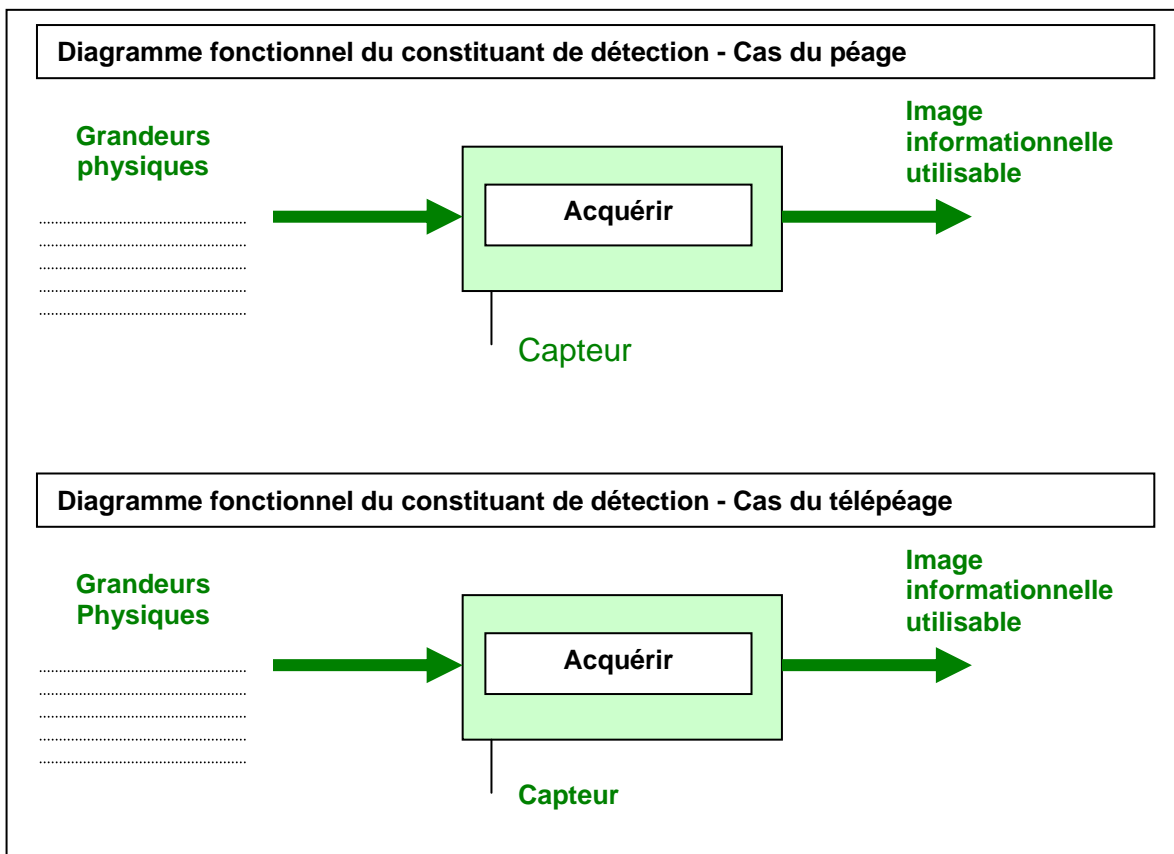 Diagramme fonctionnel du constituant de détection - Cas du péage
Grandeurs
physiques
Image
informationnelle
utilisable
Acquérir
Capteur
Diagramme fonctionnel du constituant de détection - Cas du télépéage
Grandeurs
Physiques
Image
informationnelle
utilisable
Acquérir
Capteur